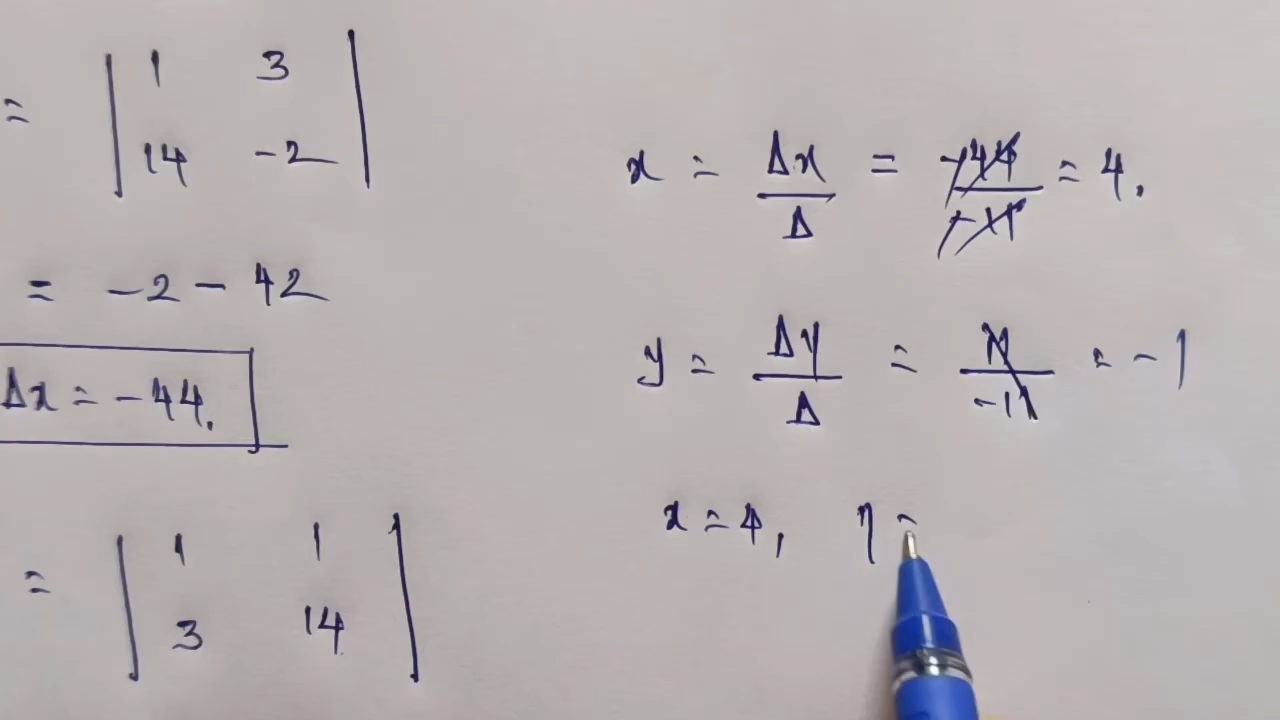 = | 1 3 |
| 14 -2 |
= -2 - 42
Δx = -44.
= | 1 1 |
| 3 14 |
x = Δx/Δ = -44/-11 = 4.
y = Δy/Δ = 11/-11 = -1
x = 4, y =